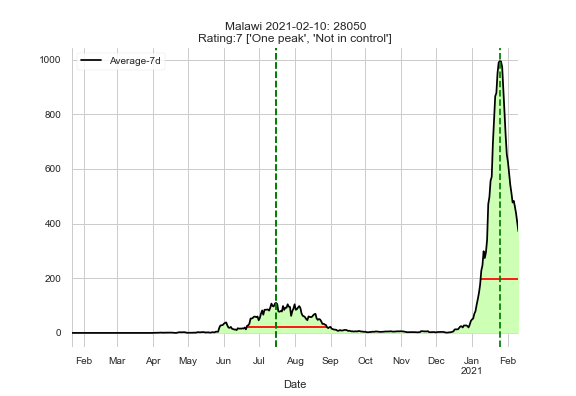 Malawi 2021-02-10: 28050
Rating:7 ['One peak', 'Not in control']
Average-7d
1000
800
600
400
200
0
Feb Mar Apr May Jun Jul Aug Sep Oct Nov Dec Jan Feb
2021
Date